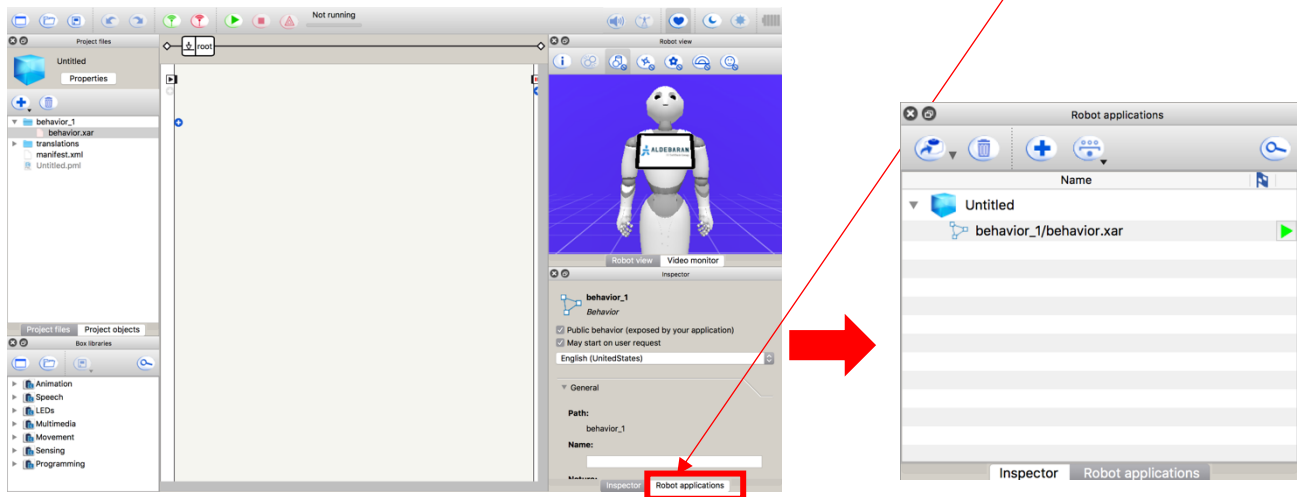 Not running
Project files
Untitled
Properties
behavior_1
behavior.xar
translations
manifest.xml
Untitled.pml
Project files
Project objects
Box libraries
Animation
Speech
LEDs
Multimedia
Movement
Sensing
Programming
root
Robot view
ALDEBARAN
Robot view
Video monitor
Inspector
behavior_1
Behavior
Public behavior (exposed by your application)
May start on user request
English (UnitedStates)
General
Path:
behavior_1
Name:
Nature:
Inspector
Robot applications
Robot applications
Name
Untitled
behavior_1/behavior.xar
Inspector
Robot applications